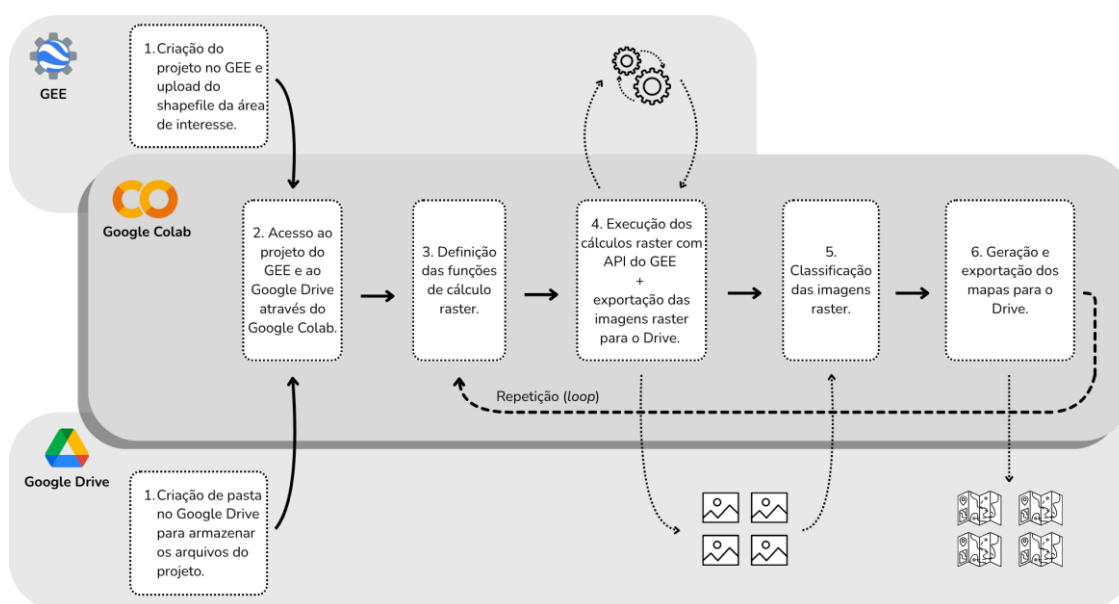 GEE
1. Criação do
projeto no GEE e
upload do
shapefile da área
de interesse.
Google Colab
2. Acesso ao
projeto do
GEE e ao
Google Drive
através do
Google Colab.
3. Definição
das funções
de cálculo
raster.
4. Execução dos
cálculos raster com
API do GEE
+
exportação das
imagens raster
para o Drive.
5.
Classificação
das imagens
raster.
6. Geração e
exportação dos
mapas para o
Drive.
Repetição (loop)
Google Drive
1. Criação de pasta
no Google Drive
para armazenar
os arquivos do
projeto.